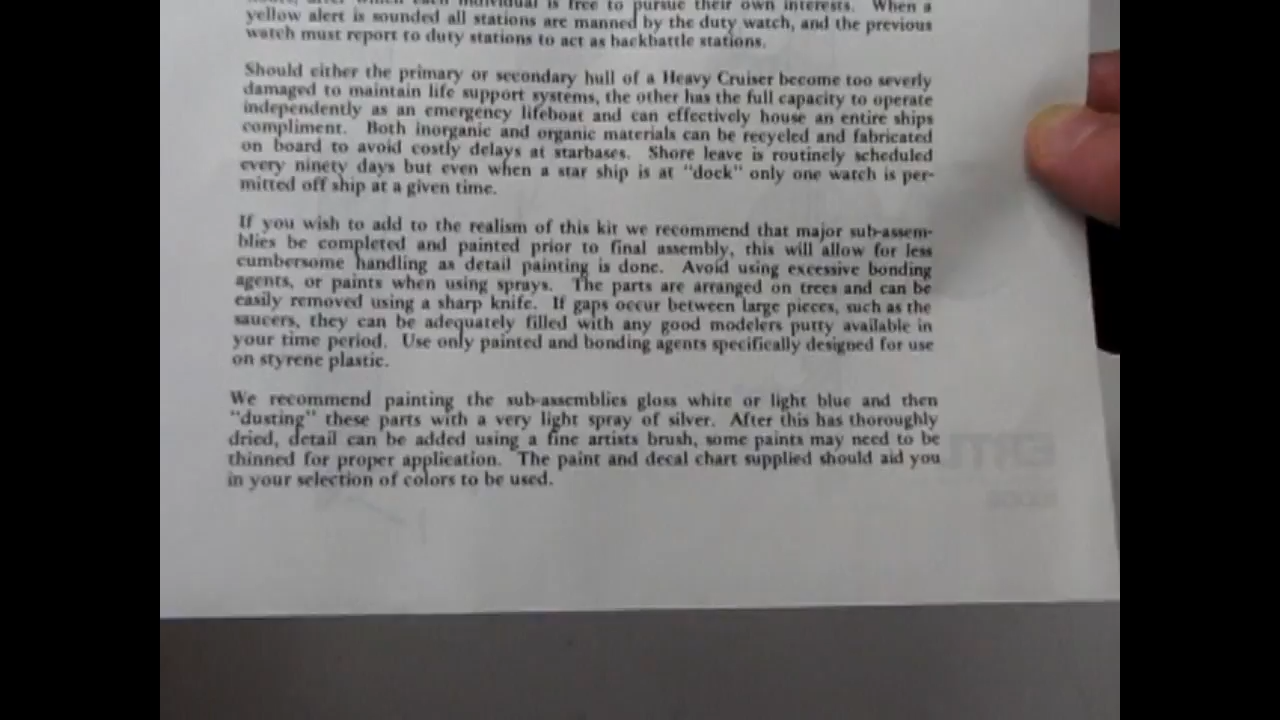 each individual is free to pursue their own interests. When a
yellow alert is sounded all stations are manned by the duty watch, and the previous
watch must report to duty stations to act as backbattle stations.
Should either the primary or secondary hull of a Heavy Cruiser become too severly
damaged to maintain life support systems, the other has the full capacity to operate
independently as an emergency lifeboat and can effectively house an entire ships
compliment. Both inorganic and organic materials can be recycled and fabricated
on board to avoid costly delays at starbases. Shore leave is routinely scheduled
every ninety days but even when a star ship is at "dock" only one watch is per-
mitted off ship at a given time.
If you wish to add to the realism of this kit we recommend that major sub-assem-
blies be completed and painted prior to final assembly, this will allow for less
cumbersome handling as detail painting is done. Avoid using excessive bonding
agents, or paints when using sprays. The parts are arranged on trees and can be
easily removed using a sharp knife. If gaps occur between large pieces, such as the
saucers, they can be adequately filled with any good modelers putty available in
your time period. Use only painted and bonding agents specifically designed for use
on styrene plastic.
We recommend painting the sub-assemblies gloss white or light blue and then
"dusting" these parts with a very light spray of silver. After this has thoroughly
dried, detail can be added using a fine artists brush, some paints may need to be
thinned for proper application. The paint and decal chart supplied should aid you
in your selection of colors to be used.
ERTL